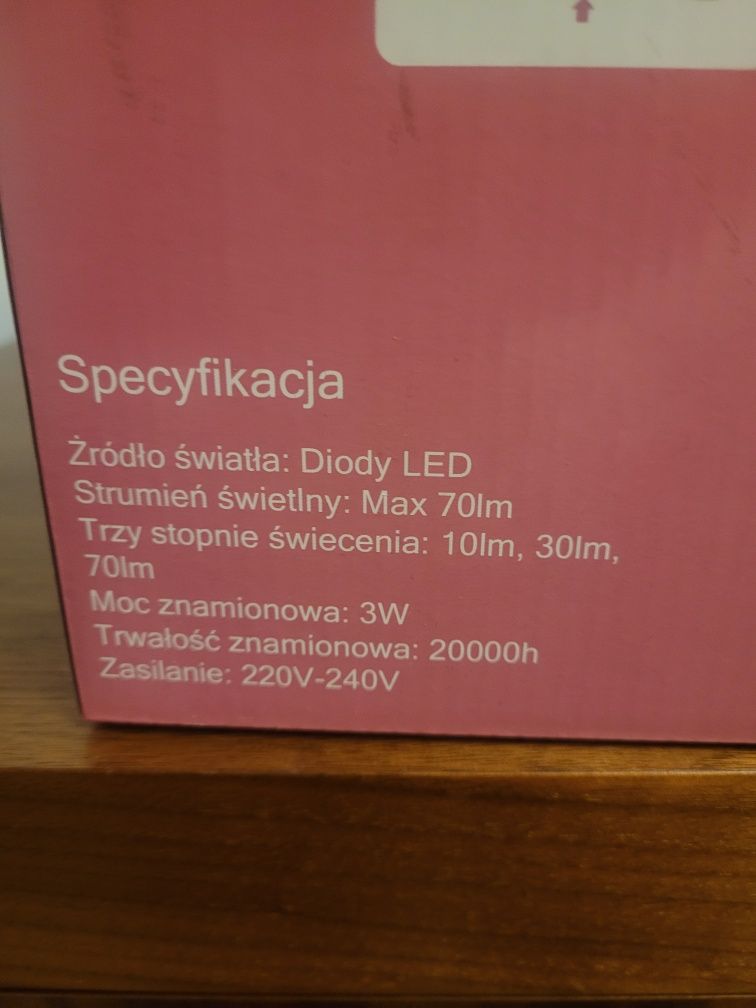 Specyfikacja
Żródło światła: Diody LED
Strumień świetlny: Max 70lm
Trzy stopnie świecenia: 10lm, 30lm,
70lm
Moc znamionowa: 3W
Trwałość znamionowa: 20000h
Zasilanie: 220V-240V